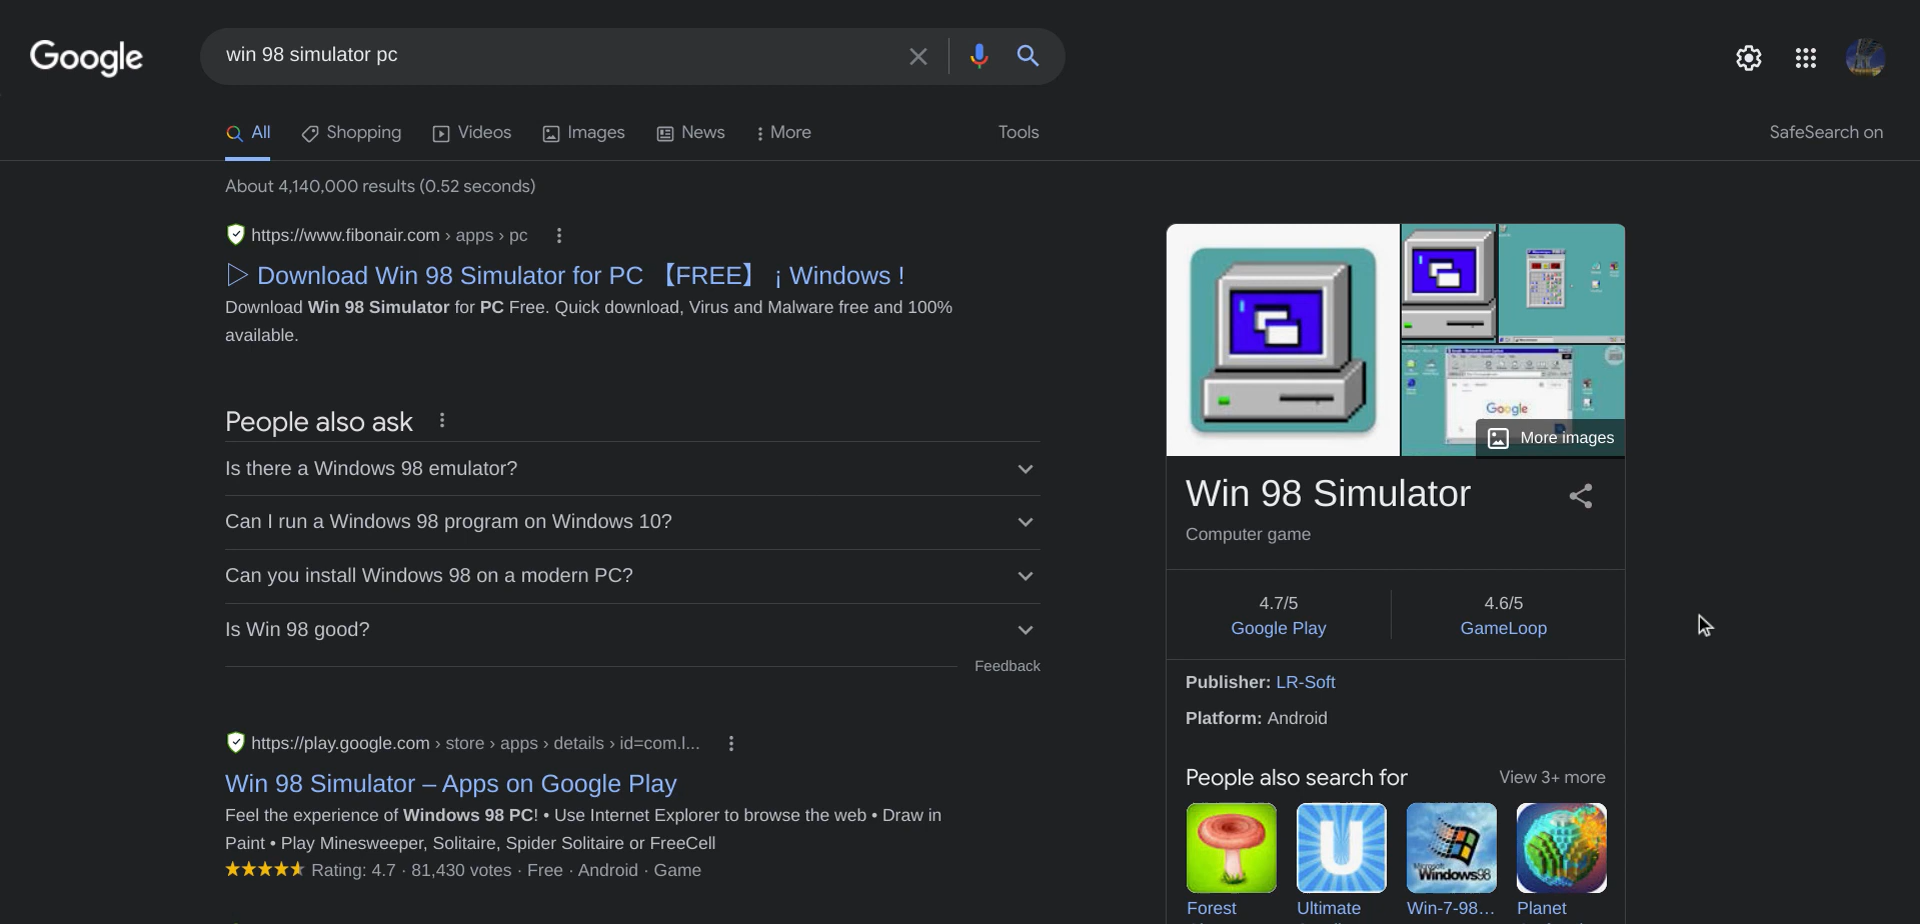 Google
win 98 simulator pc
All
Shopping
Videos
Images
News
More
Tools
SafeSearch on
About 4,140,000 results (0.52 seconds)
https://www.fibonair.com › apps › pc
▷ Download Win 98 Simulator for PC 【FREE】 ¡ Windows !
Download Win 98 Simulator for PC Free. Quick download, Virus and Malware free and 100%
available.
People also ask
Is there a Windows 98 emulator?
Can I run a Windows 98 program on Windows 10?
Can you install Windows 98 on a modern PC?
Is Win 98 good?
Feedback
https://play.google.com › store › apps › details › id=com.l...
Win 98 Simulator – Apps on Google Play
Feel the experience of Windows 98 PC! • Use Internet Explorer to browse the web • Draw in
Paint • Play Minesweeper, Solitaire, Spider Solitaire or FreeCell
Rating: 4.7 · 81,430 votes · Free · Android · Game
Google
More images
Win 98 Simulator
Computer game
4.7/5
Google Play
4.6/5
GameLoop
Publisher: LR-Soft
Platform: Android
People also search for
View 3+ more
U
Microsoft
Windows98
Forest
Ultimate
Win-7-98...
Planet